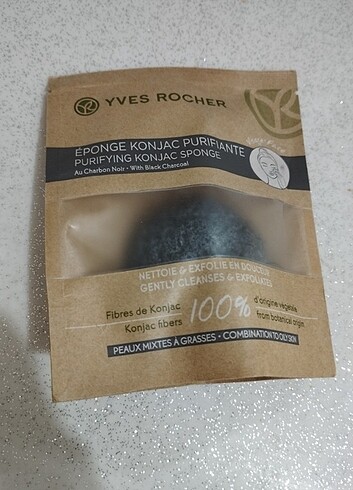 YVES ROCHER
ÉPONGE KONJAC PURIFIANTE
PURIFYING KONJAC SPONGE
Au Charbon Noir • With Black Charcoal
NETTOIE & EXFOLIE EN DOUCEUR
GENTLY CLEANSES & EXFOLIATES
Fibres de Konjac
Konjac fibers
100%
d'origine végétale
from botanical origin
PEAUX MIXTES À GRASSES • COMBINATION TO OILY SKIN